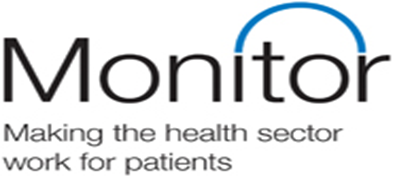 Monitor
Making the health sector
work for patients